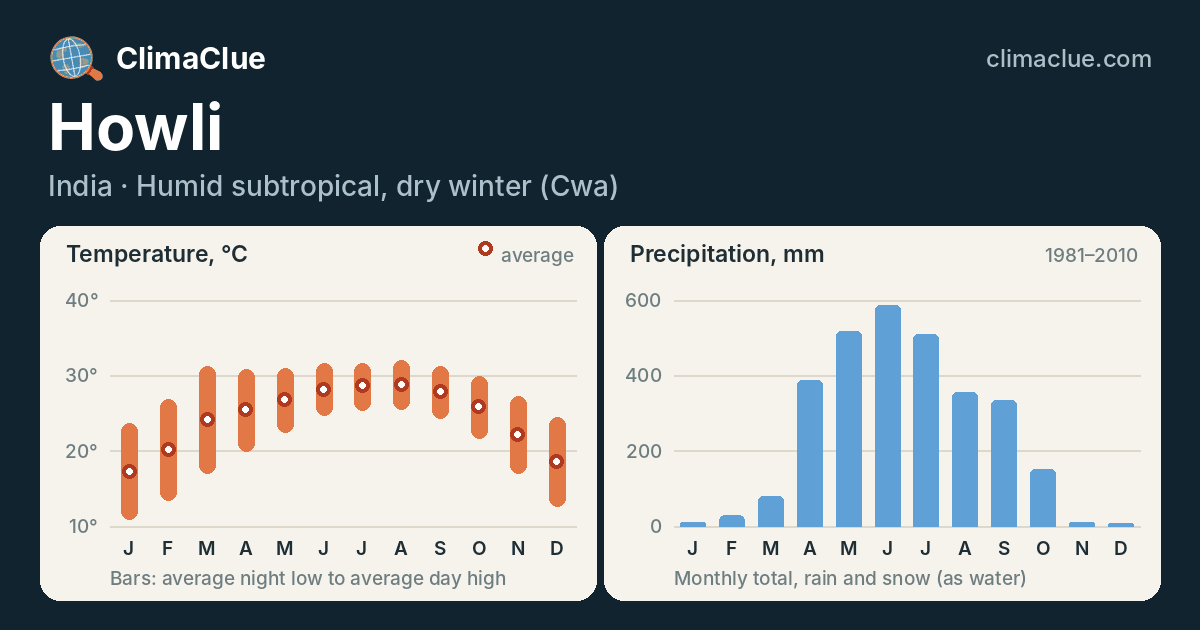 ClimaClue
climaclue.com
Howli
India · Humid subtropical, dry winter (Cwa)
Temperature, °C
average
40°
30°
20°
10°
J F M A M J J A S O N D
Bars: average night low to average day high
Precipitation, mm
1981–2010
600
400
200
0
J F M A M J J A S O N D
Monthly total, rain and snow (as water)